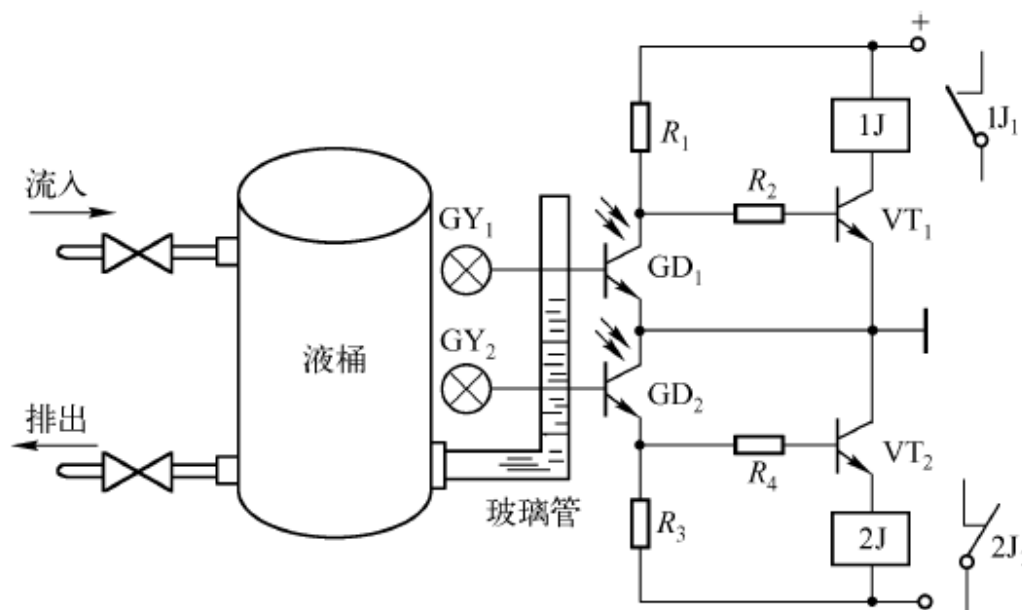 +
1J
1J₁
R₁
流入
R₂
GY₁
VT₁
GD₁
GY₂
液桶
GD₂
排出
VT₂
R₄
玻璃管
R₃
2J
2J